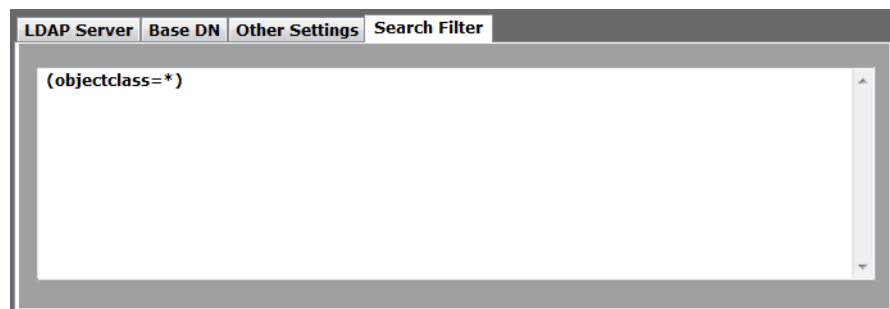 LDAP Server Base DN Other Settings Search Filter
(objectclass=*)